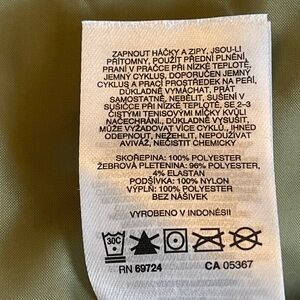 ZAPNOUT HÁČKY A ZIPY, JSOU-LI
PŘÍTOMNY, POUŽÍT PŘEDNÍ PLNĚNÍ,
PRANÍ V PRAČCE PŘI NÍZKÉ TEPLOTĚ,
JEMNÝ CYKLUS, DOPORUČEN JEMNÝ
CYKLUS A PRACÍ PROSTŘEDEK NA PEŘÍ,
DŮKLADNĚ VYMÁCHAT, PRÁT
SAMOSTATNĚ, NEBĚLIT, SUŠENÍ V
SUŠIČCE PŘI NÍZKÉ TEPLOTĚ, SE 2–3
ČISTÝMI TENISOVÝMI MÍČKY KVŮLI
NAČECHRÁNÍ, DŮKLADNĚ VYSUŠIT,
MŮŽE VYŽADOVAT VÍCE CYKLŮ, IHNED
ODEPNOUT, NEŽEHLIT, NEPOUŽÍVAT
AVIVÁŽ, NECHISTIT CHEMICKY
SKOŘEPINA: 100% POLYESTER
ŽEBROVÁ PLETENINA: 96% POLYESTER,
4% ELASTAN
PODŠÍVKA: 100% NYLON
VÝPLŇ: 100% POLYESTER
BEZ NÁŠIVEK
VYROBENO V INDONÉSII
30C
RN 69724 CA 05367